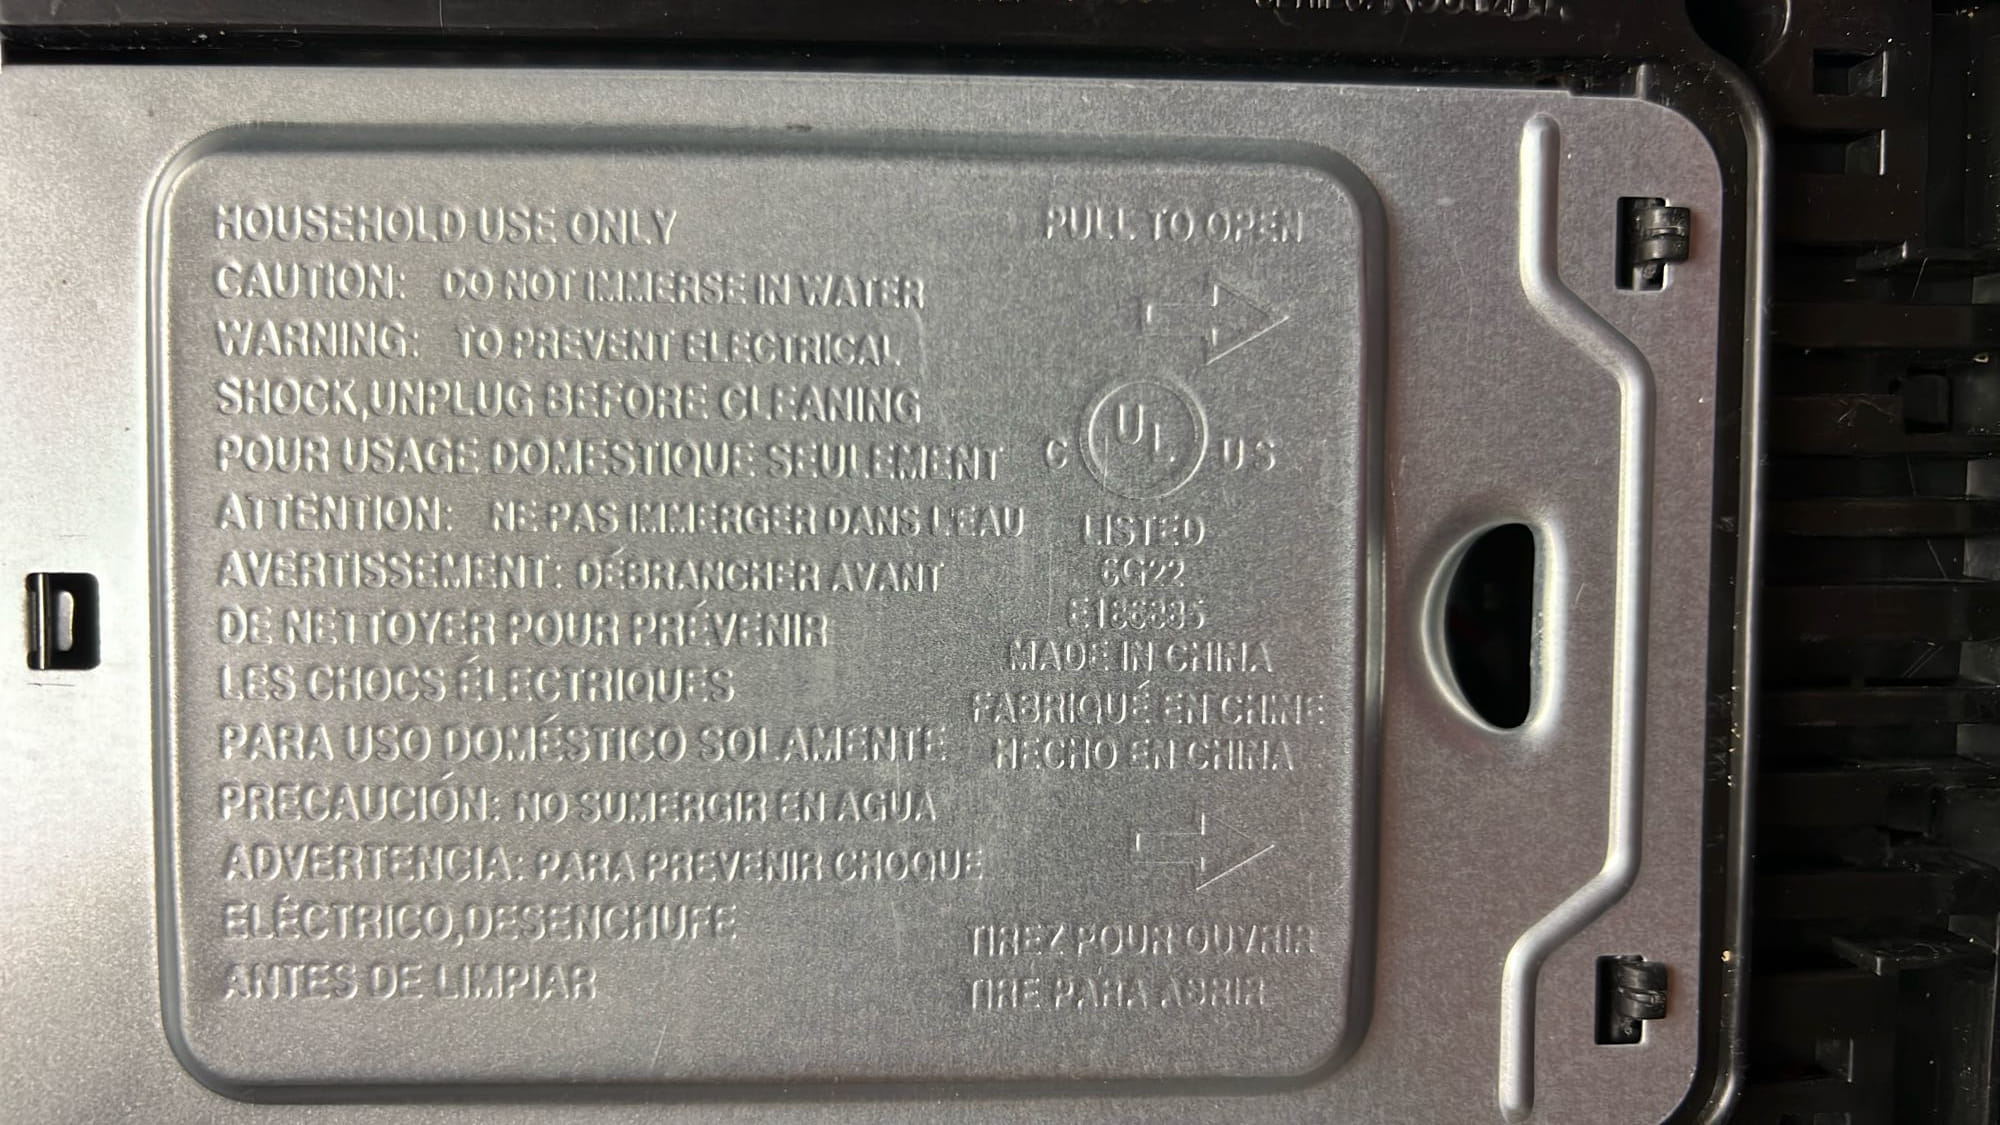 HOUSEHOLD USE ONLY
CAUTION: DO NOT IMMERSE IN WATER
WARNING: TO PREVENT ELECTRICAL
SHOCK,UNPLUG BEFORE CLEANING
POUR USAGE DOMESTIQUE SEULEMENT
ATTENTION: NE PAS IMMERGER DANS L'EAU
AVERTISSEMENT: DÉBRANCHER AVANT
DE NETTOYER POUR PRÉVENIR
LES CHOCS ÉLECTRIQUES
PARA USO DOMÉSTICO SOLAMENTE
PRECAUCIÓN: NO SUMERGIR EN AGUA
ADVERTENCIA: PARA PREVENIR CHOQUE
ELÉCTRICO,DESENCHUFE
ANTES DE LIMPIAR
PULL TO OPEN
C UL US
LISTED
MADE IN CHINA
FABRIQUÉ EN CHINE
HECHO EN CHINA
TIREZ POUR OUVRIR
TIRE PARA ABRIR